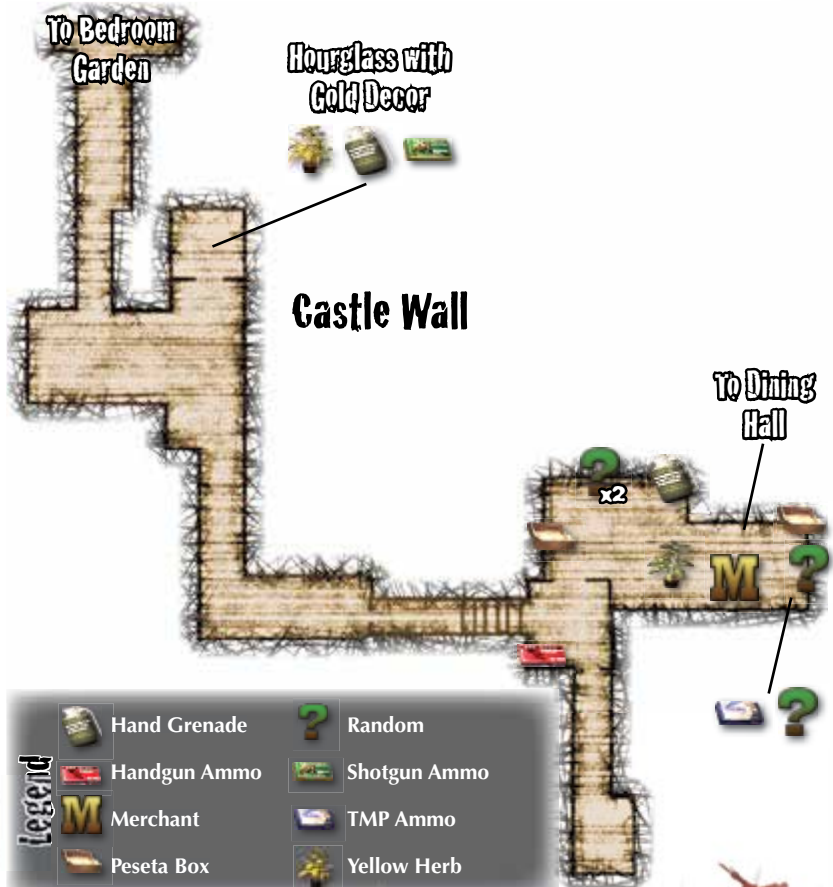 To Bedroom
Garden
Hourglass with
Gold Decor
Castle Wall
To Dining
Hall
?
x2
M
?
?
Legend
Hand Grenade
? Random
Handgun Ammo
Shotgun Ammo
M Merchant
TMP Ammo
Peseta Box
Yellow Herb